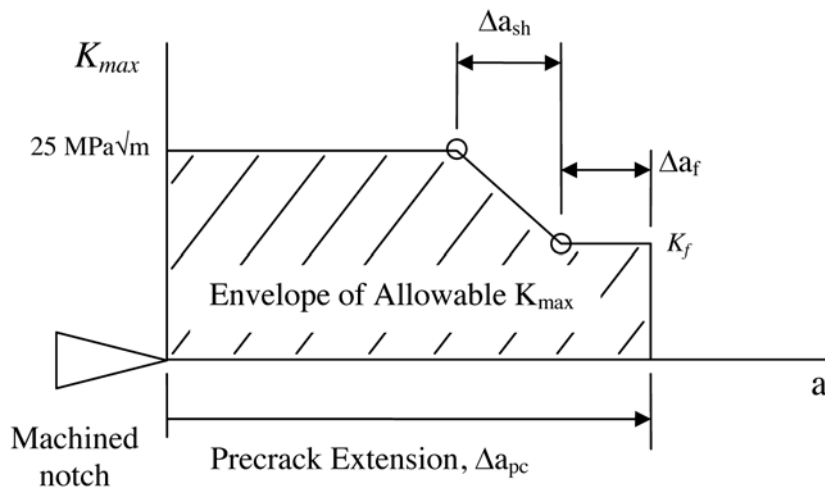 Δa_sh
K_max
25 MPa√m
Δa_f
K_f
Envelope of Allowable K_max
a
Machined
notch
Precrack Extension, Δa_pc